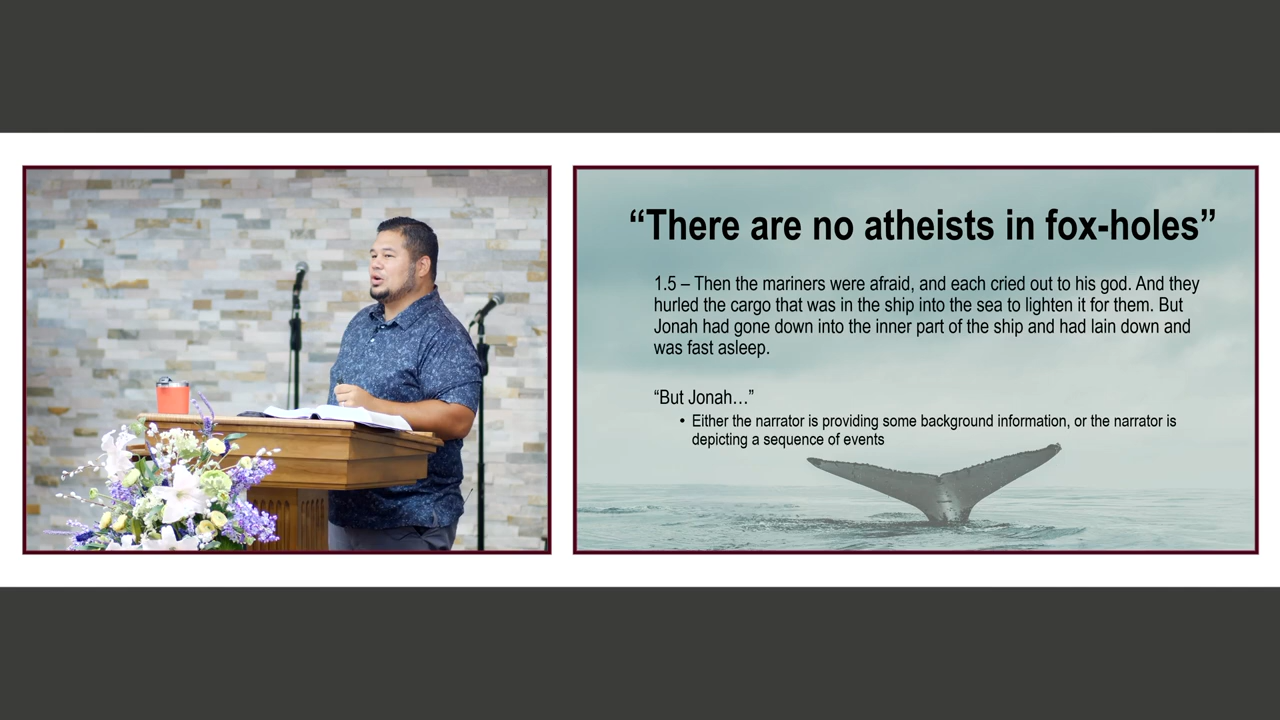 “There are no atheists in fox-holes”
1.5 – Then the mariners were afraid, and each cried out to his god. And they
hurled the cargo that was in the ship into the sea to lighten it for them. But
Jonah had gone down into the inner part of the ship and had lain down and
was fast asleep.
“But Jonah…”
• Either the narrator is providing some background information, or the narrator is
depicting a sequence of events